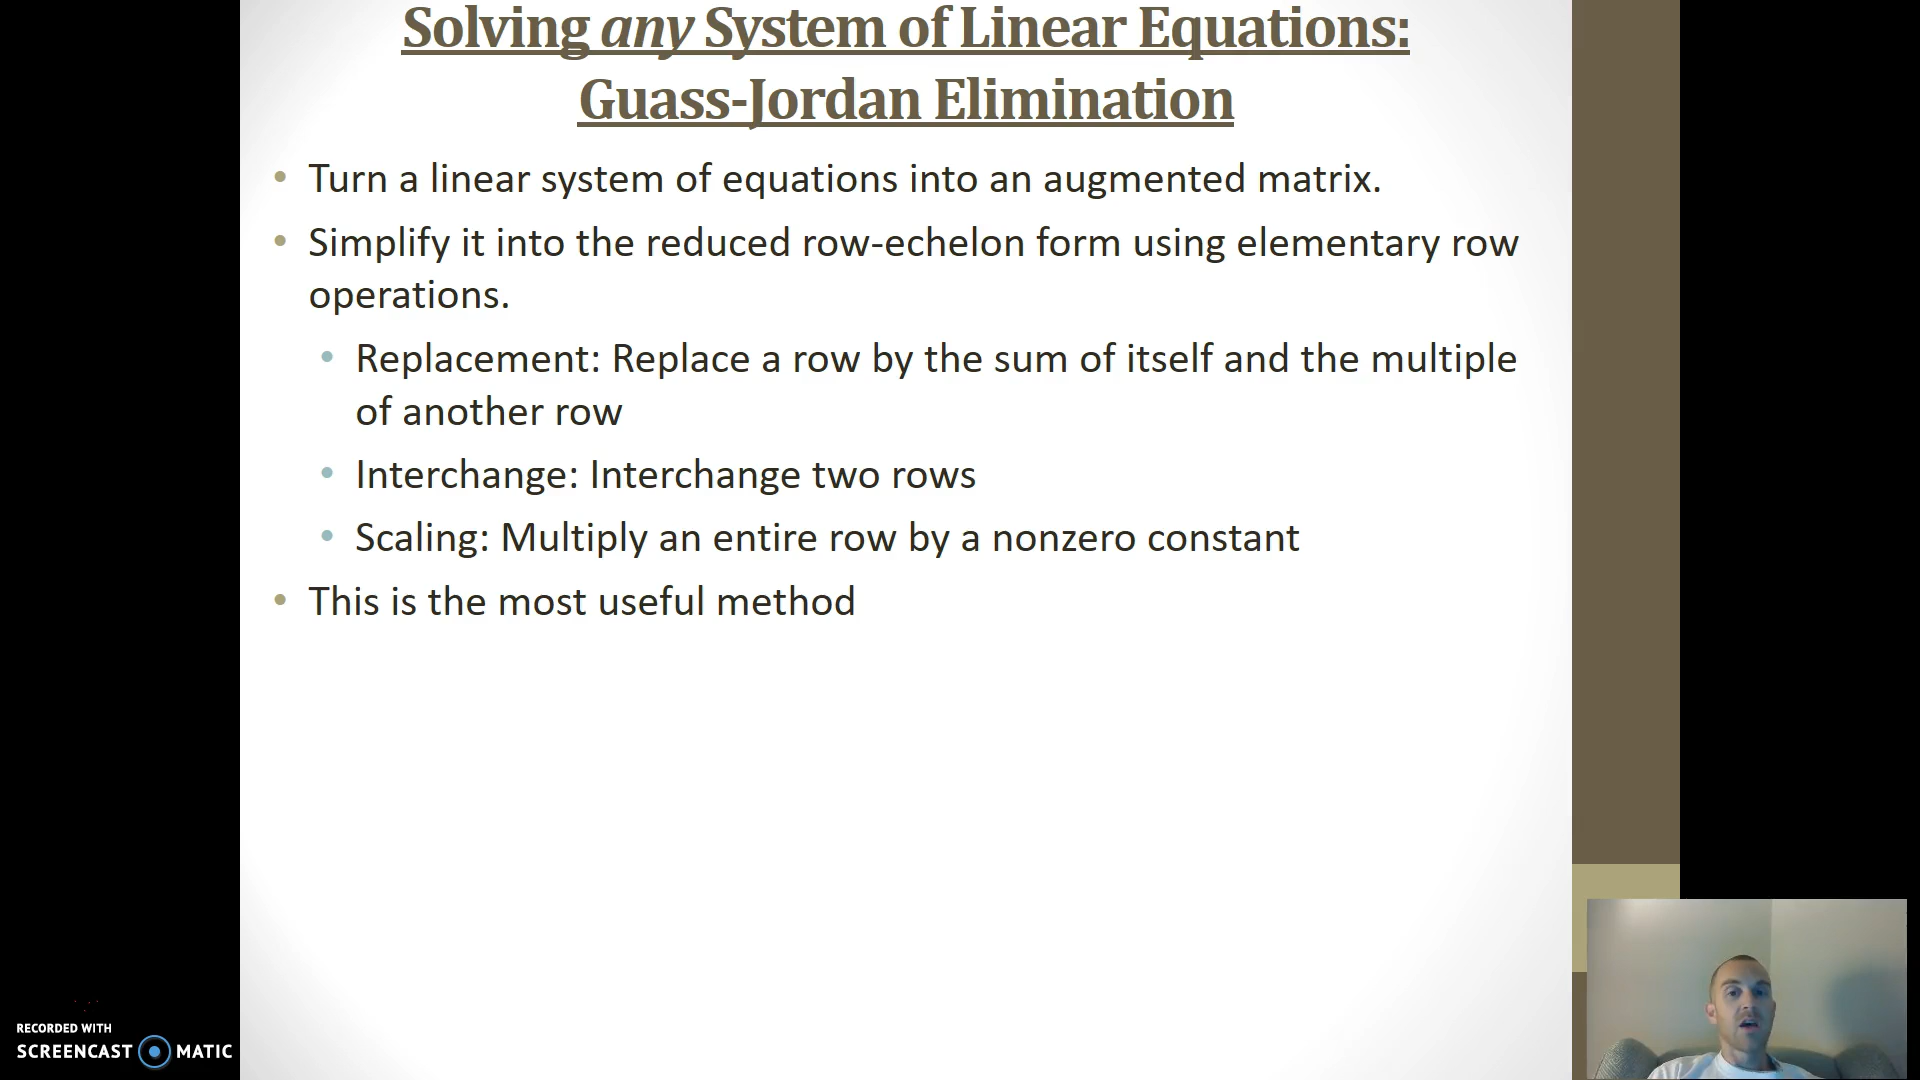 Solving any System of Linear Equations:
Guass-Jordan Elimination
• Turn a linear system of equations into an augmented matrix.
• Simplify it into the reduced row-echelon form using elementary row
operations.
• Replacement: Replace a row by the sum of itself and the multiple
of another row
• Interchange: Interchange two rows
• Scaling: Multiply an entire row by a nonzero constant
• This is the most useful method
RECORDED WITH
SCREENCAST MATIC